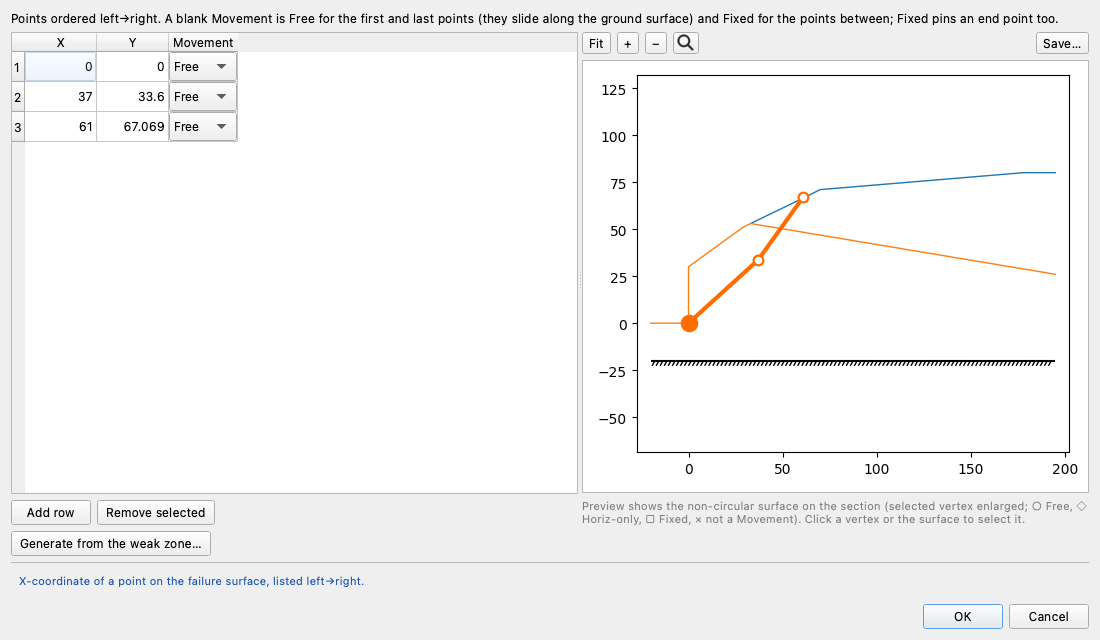 Points ordered left→right. A blank Movement is Free for the first and last points (they slide along the ground surface) and Fixed for the points between; Fixed pins an end point too.
X Y Movement
1 0 0 Free
2 37 33.6 Free
3 61 67.069 Free
Add row Remove selected
Generate from the weak zone...
X-coordinate of a point on the failure surface, listed left→right.
Fit + − Save...
125
100
75
50
25
0
−25
−50
0 50 100 150 200
Preview shows the non-circular surface on the section (selected vertex enlarged; ○ Free, ◇
Horiz-only, □ Fixed, × not a Movement). Click a vertex or the surface to select it.
OK Cancel